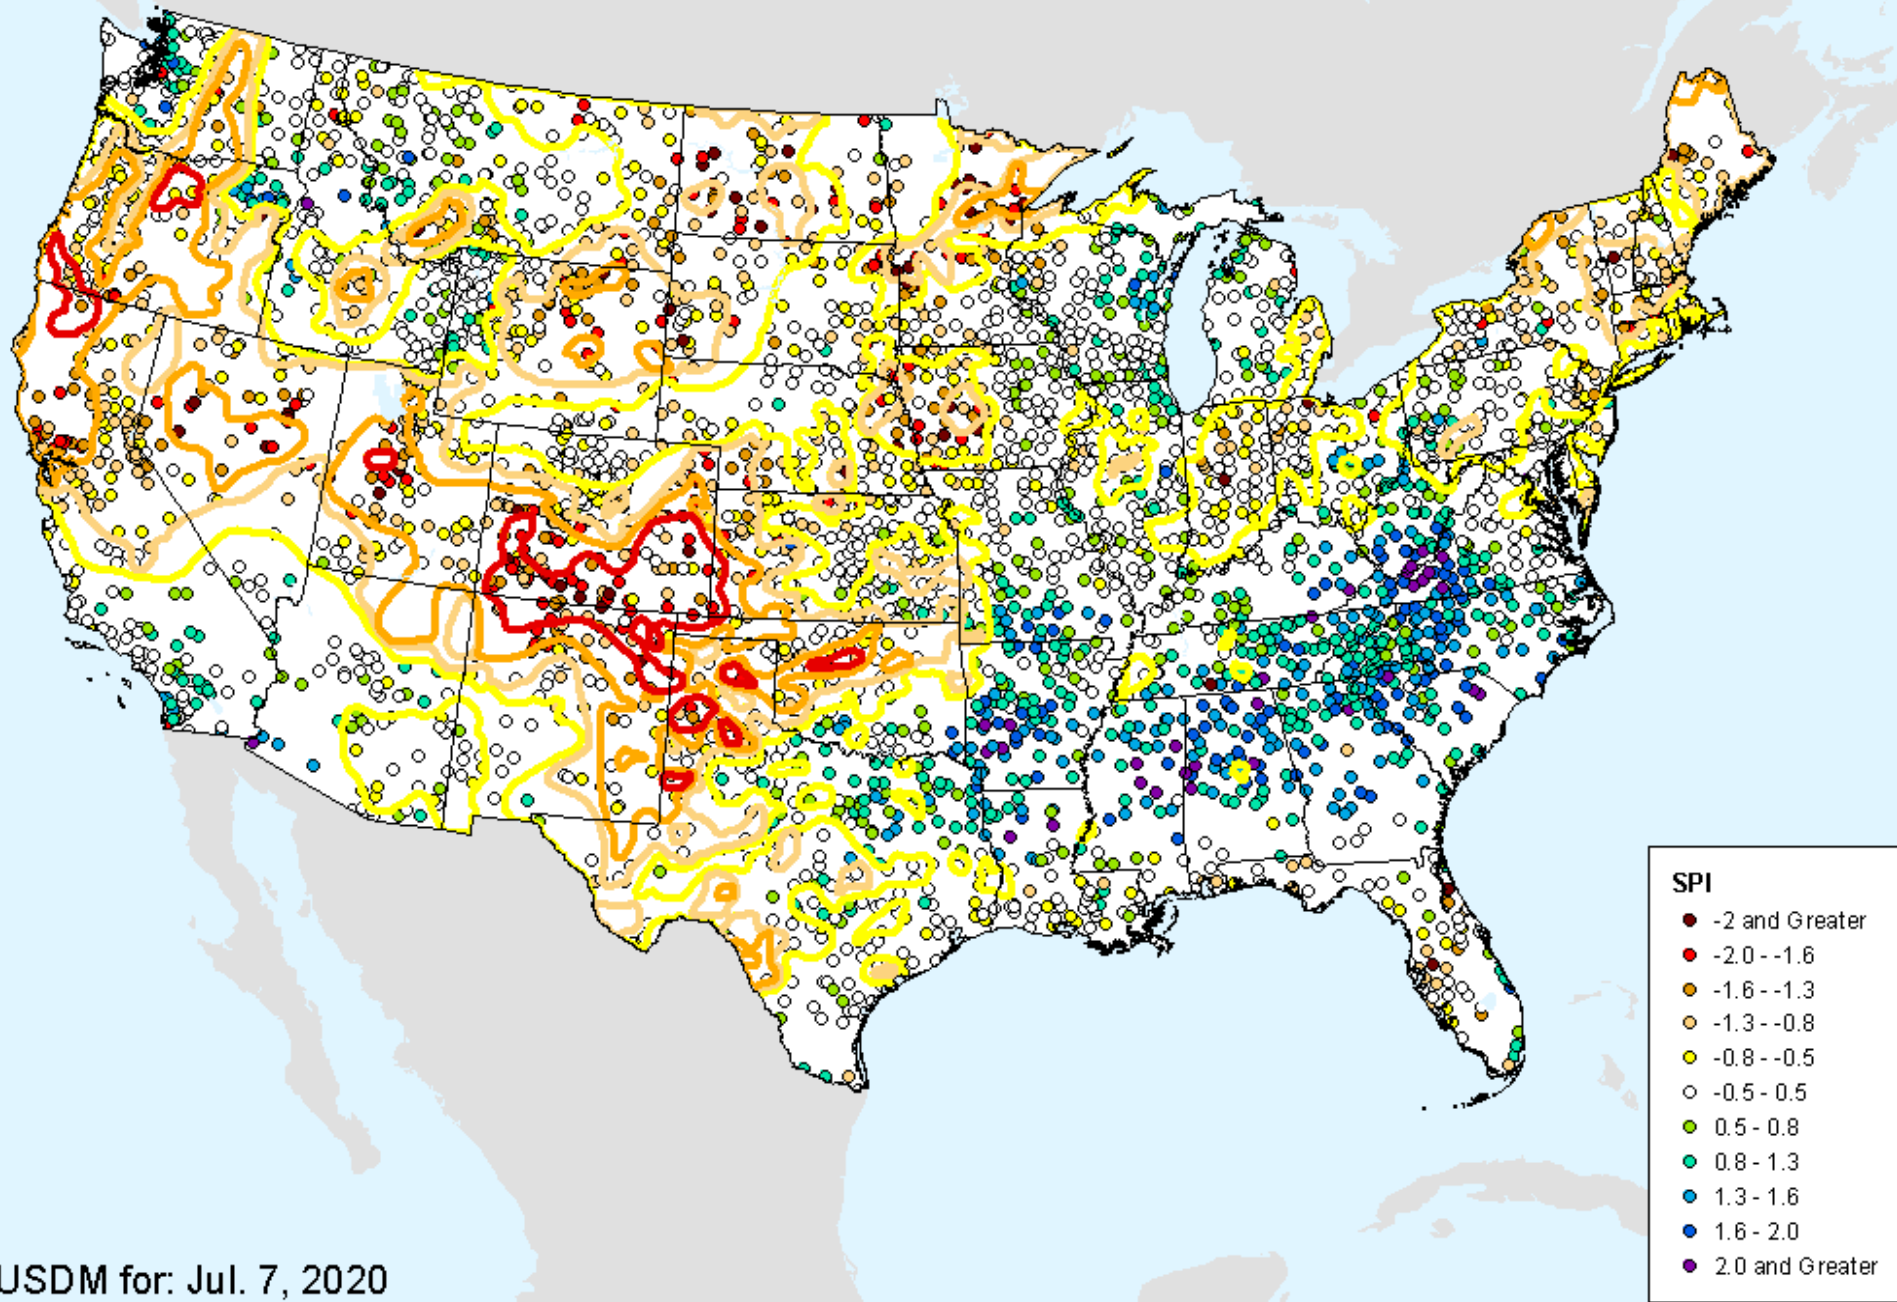 SPI
-2 and Greater
-2.0 - -1.6
-1.6 - -1.3
-1.3 - -0.8
-0.8 - -0.5
-0.5 - 0.5
0.5 - 0.8
0.8 - 1.3
1.3 - 1.6
1.6 - 2.0
2.0 and Greater
USDM for: Jul. 7, 2020